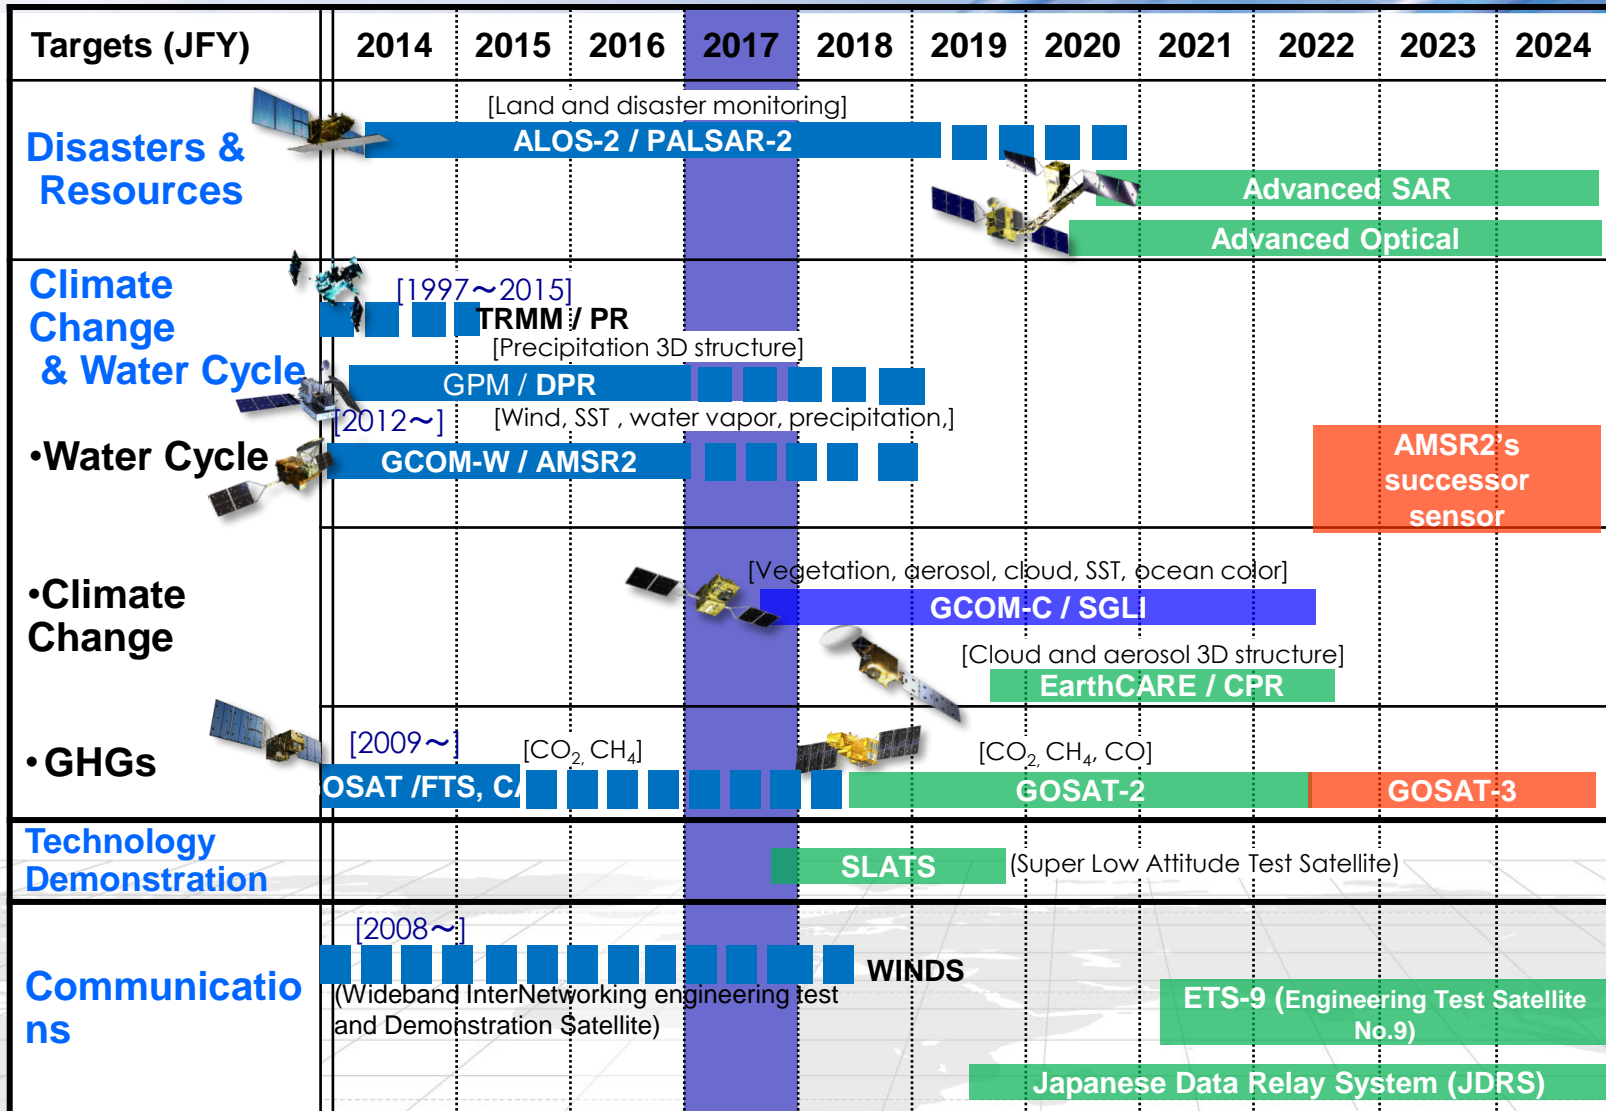 Targets (JFY) 2014 2015 2016 2017 2018 2019 2020 2021 2022 2023 2024
Disasters &
Resources
[Land and disaster monitoring]
ALOS-2 / PALSAR-2
Advanced SAR
Advanced Optical
Climate
Change
& Water Cycle
[1997～2015]
TRMM / PR
[Precipitation 3D structure]
GPM / DPR
•Water Cycle
[2012～]
[Wind, SST , water vapor, precipitation,]
GCOM-W / AMSR2
AMSR2's
successor
sensor
•Climate
Change
[Vegetation, aerosol, cloud, SST, ocean color]
GCOM-C / SGLI
[Cloud and aerosol 3D structure]
EarthCARE / CPR
•GHGs
[2009～]
[CO2, CH4]
[CO2, CH4, CO]
OSAT /FTS, CA
GOSAT-2
GOSAT-3
Technology
Demonstration
SLATS
(Super Low Attitude Test Satellite)
Communicatio
ns
[2008～]
WINDS
(Wideband InterNetworking engineering test
and Demonstration Satellite)
ETS-9 (Engineering Test Satellite
No.9)
Japanese Data Relay System (JDRS)